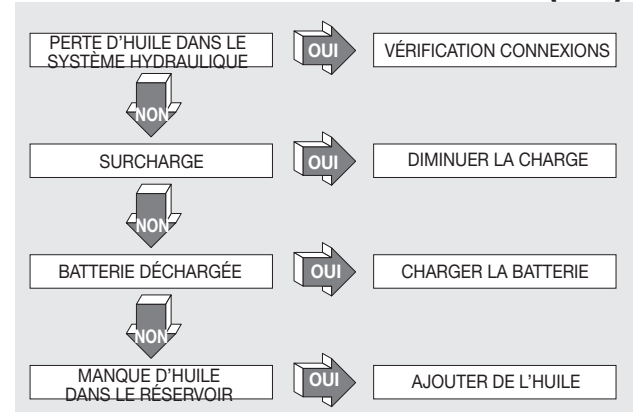 PERTE D'HUILE DANS LE
SYSTÈME HYDRAULIQUE
OUI
VÉRIFICATION CONNEXIONS
NON
SURCHARGE
OUI
DIMINUER LA CHARGE
NON
BATTERIE DÉCHARGÉE
OUI
CHARGER LA BATTERIE
NON
MANQUE D'HUILE
DANS LE RÉSERVOIR
OUI
AJOUTER DE L'HUILE